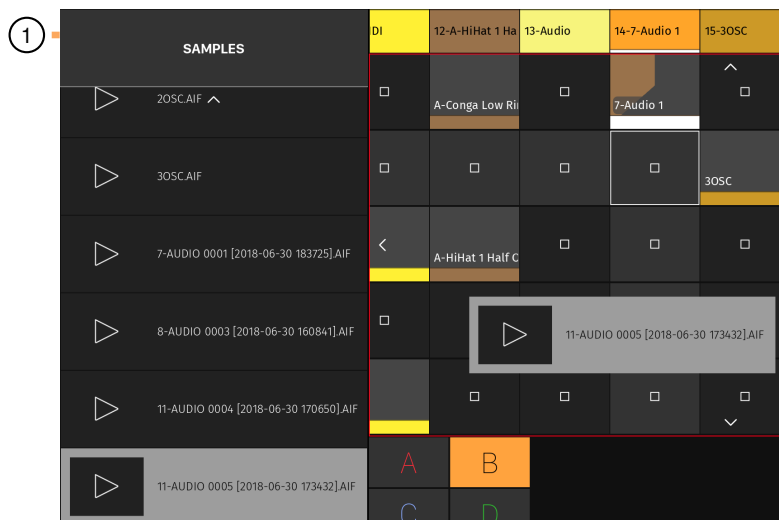 1
SAMPLES
DI
12-A-HiHat 1 Ha
13-Audio
14-7-Audio 1
15-3OSC
2OSC.AIF
A-Conga Low Ri
7-Audio 1
3OSC.AIF
3OSC
7-AUDIO 0001 [2018-06-30 183725].AIF
A-HiHat 1 Half C
8-AUDIO 0003 [2018-06-30 160841].AIF
11-AUDIO 0005 [2018-06-30 173432].AIF
11-AUDIO 0004 [2018-06-30 170650].AIF
A
B
11-AUDIO 0005 [2018-06-30 173432].AIF
C
D